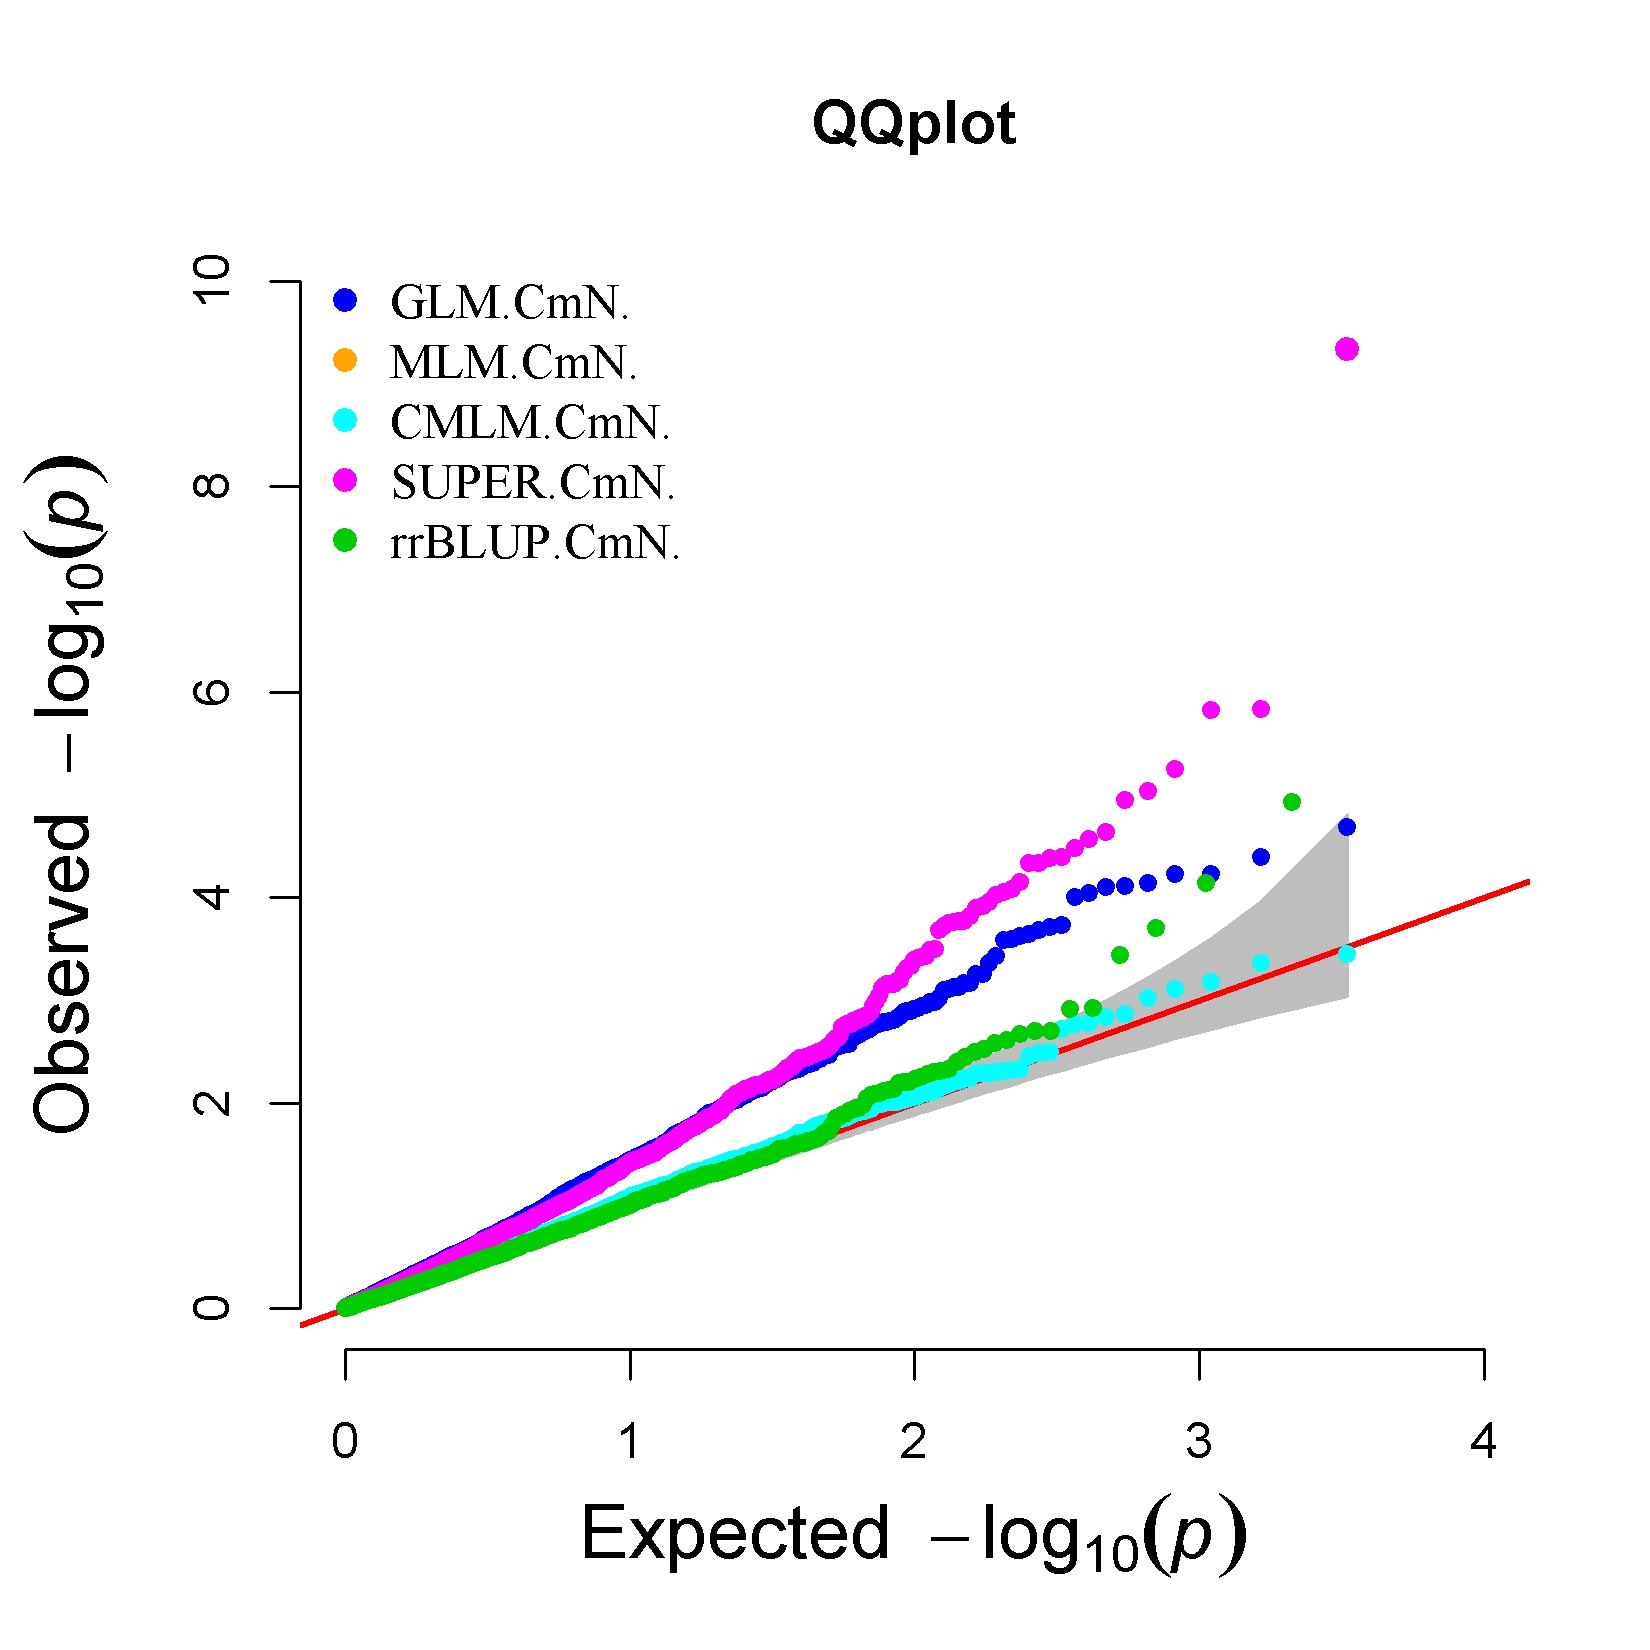 QQplot
GLM.CmN.
MLM.CmN.
CMLM.CmN.
SUPER.CmN.
rrBLUP.CmN.
Observed −log10(p)
10
8
6
4
2
0
0 1 2 3 4
Expected −log10(p)